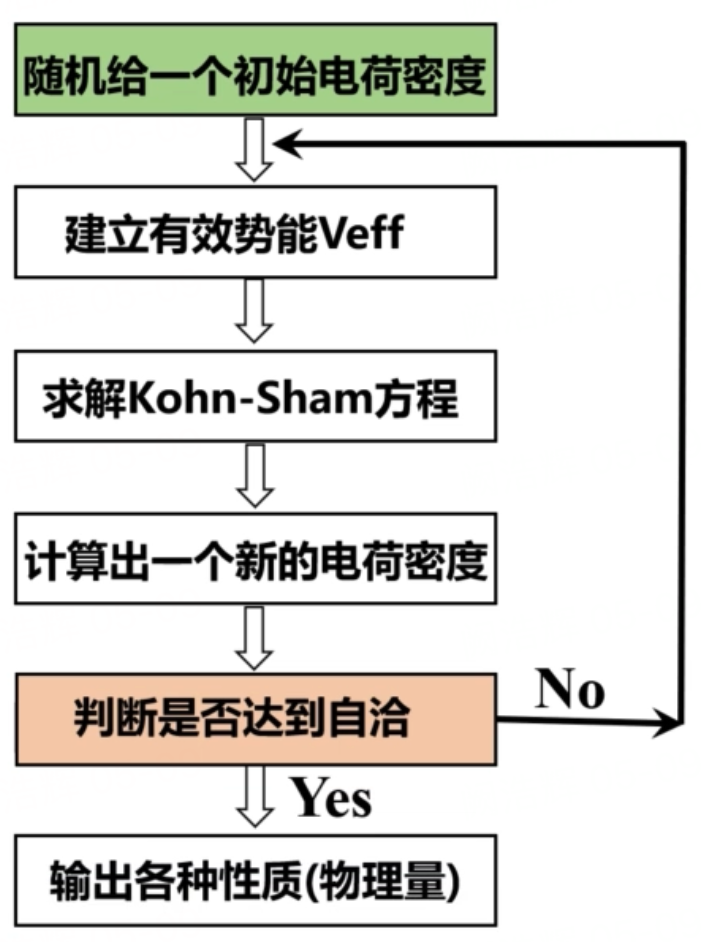 随机给一个初始电荷密度
建立有效势能Veff
求解Kohn-Sham方程
计算出一个新的电荷密度
判断是否达到自洽
No
Yes
输出各种性质(物理量)